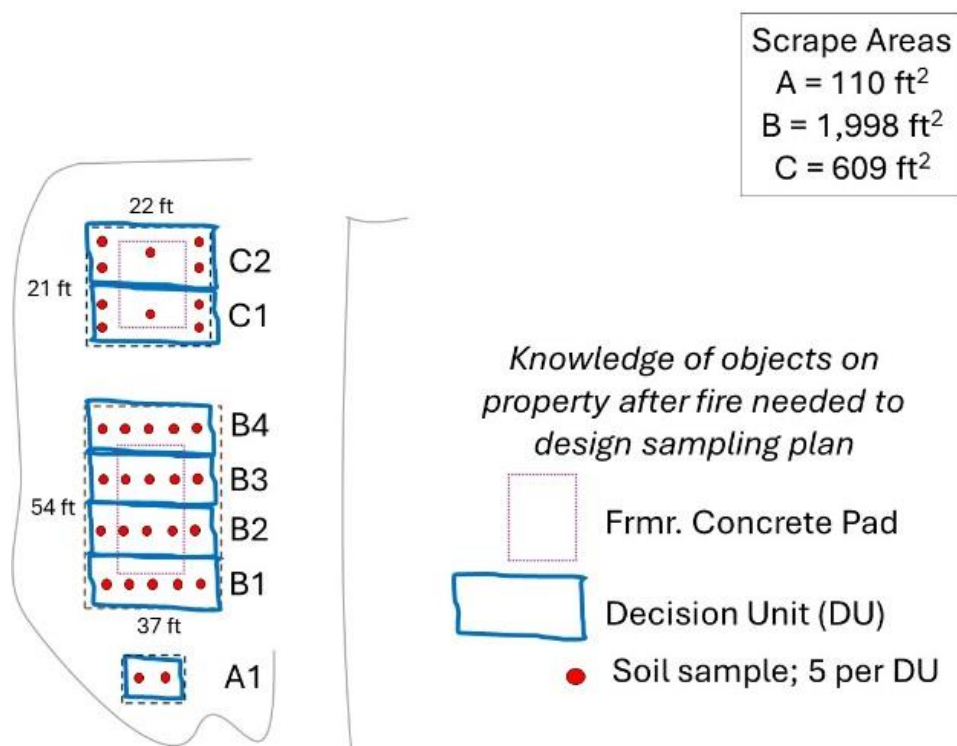 Scrape Areas
A = 110 ft²
B = 1,998 ft²
C = 609 ft²
22 ft
C2
21 ft
C1
B4
B3
54 ft
B2
B1
37 ft
A1
Knowledge of objects on
property after fire needed to
design sampling plan
Frmr. Concrete Pad
Decision Unit (DU)
Soil sample; 5 per DU